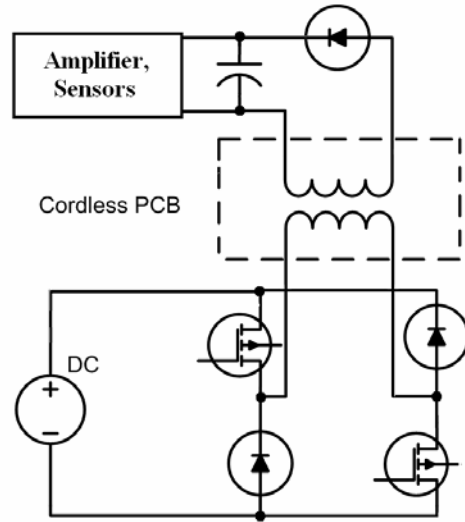 Amplifier,
Sensors
Cordless PCB
DC
+
−